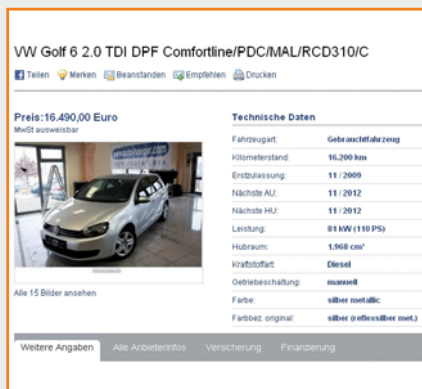 VW Golf 6 2.0 TDI DPF Comfortline/PDC/MAL/RCD310/C
Teilen Merken Beanstanden Empfehlen Drucken
Preis:16.490,00 Euro
MwSt ausweisbar
Alle 15 Bilder ansehen
Technische Daten
Fahrzeugart: Gebrauchtfahrzeug
Kilometerstand: 16.200 km
Erstzulassung: 11 / 2009
Nächste AU: 11 / 2012
Nächste HU: 11 / 2012
Leistung: 81 kW (110 PS)
Hubraum: 1.968 cm³
Kraftstoffart: Diesel
Getriebeschaltung: manuell
Farbe: silber metallic
Farbbez. original: silber (reflexsilber met.)
Weitere Angaben Alle Anbieterinfos Versicherung Finanzierung